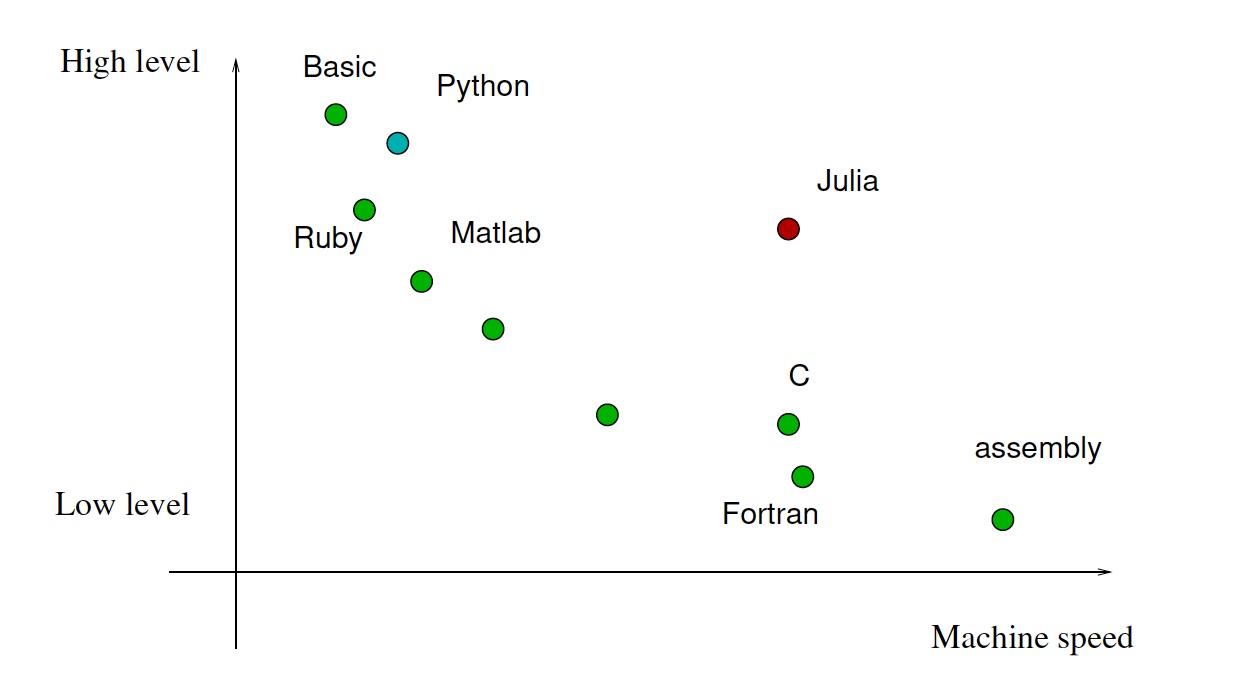 High level
Basic
Python
Julia
Ruby
Matlab
C
assembly
Low level
Fortran
Machine speed